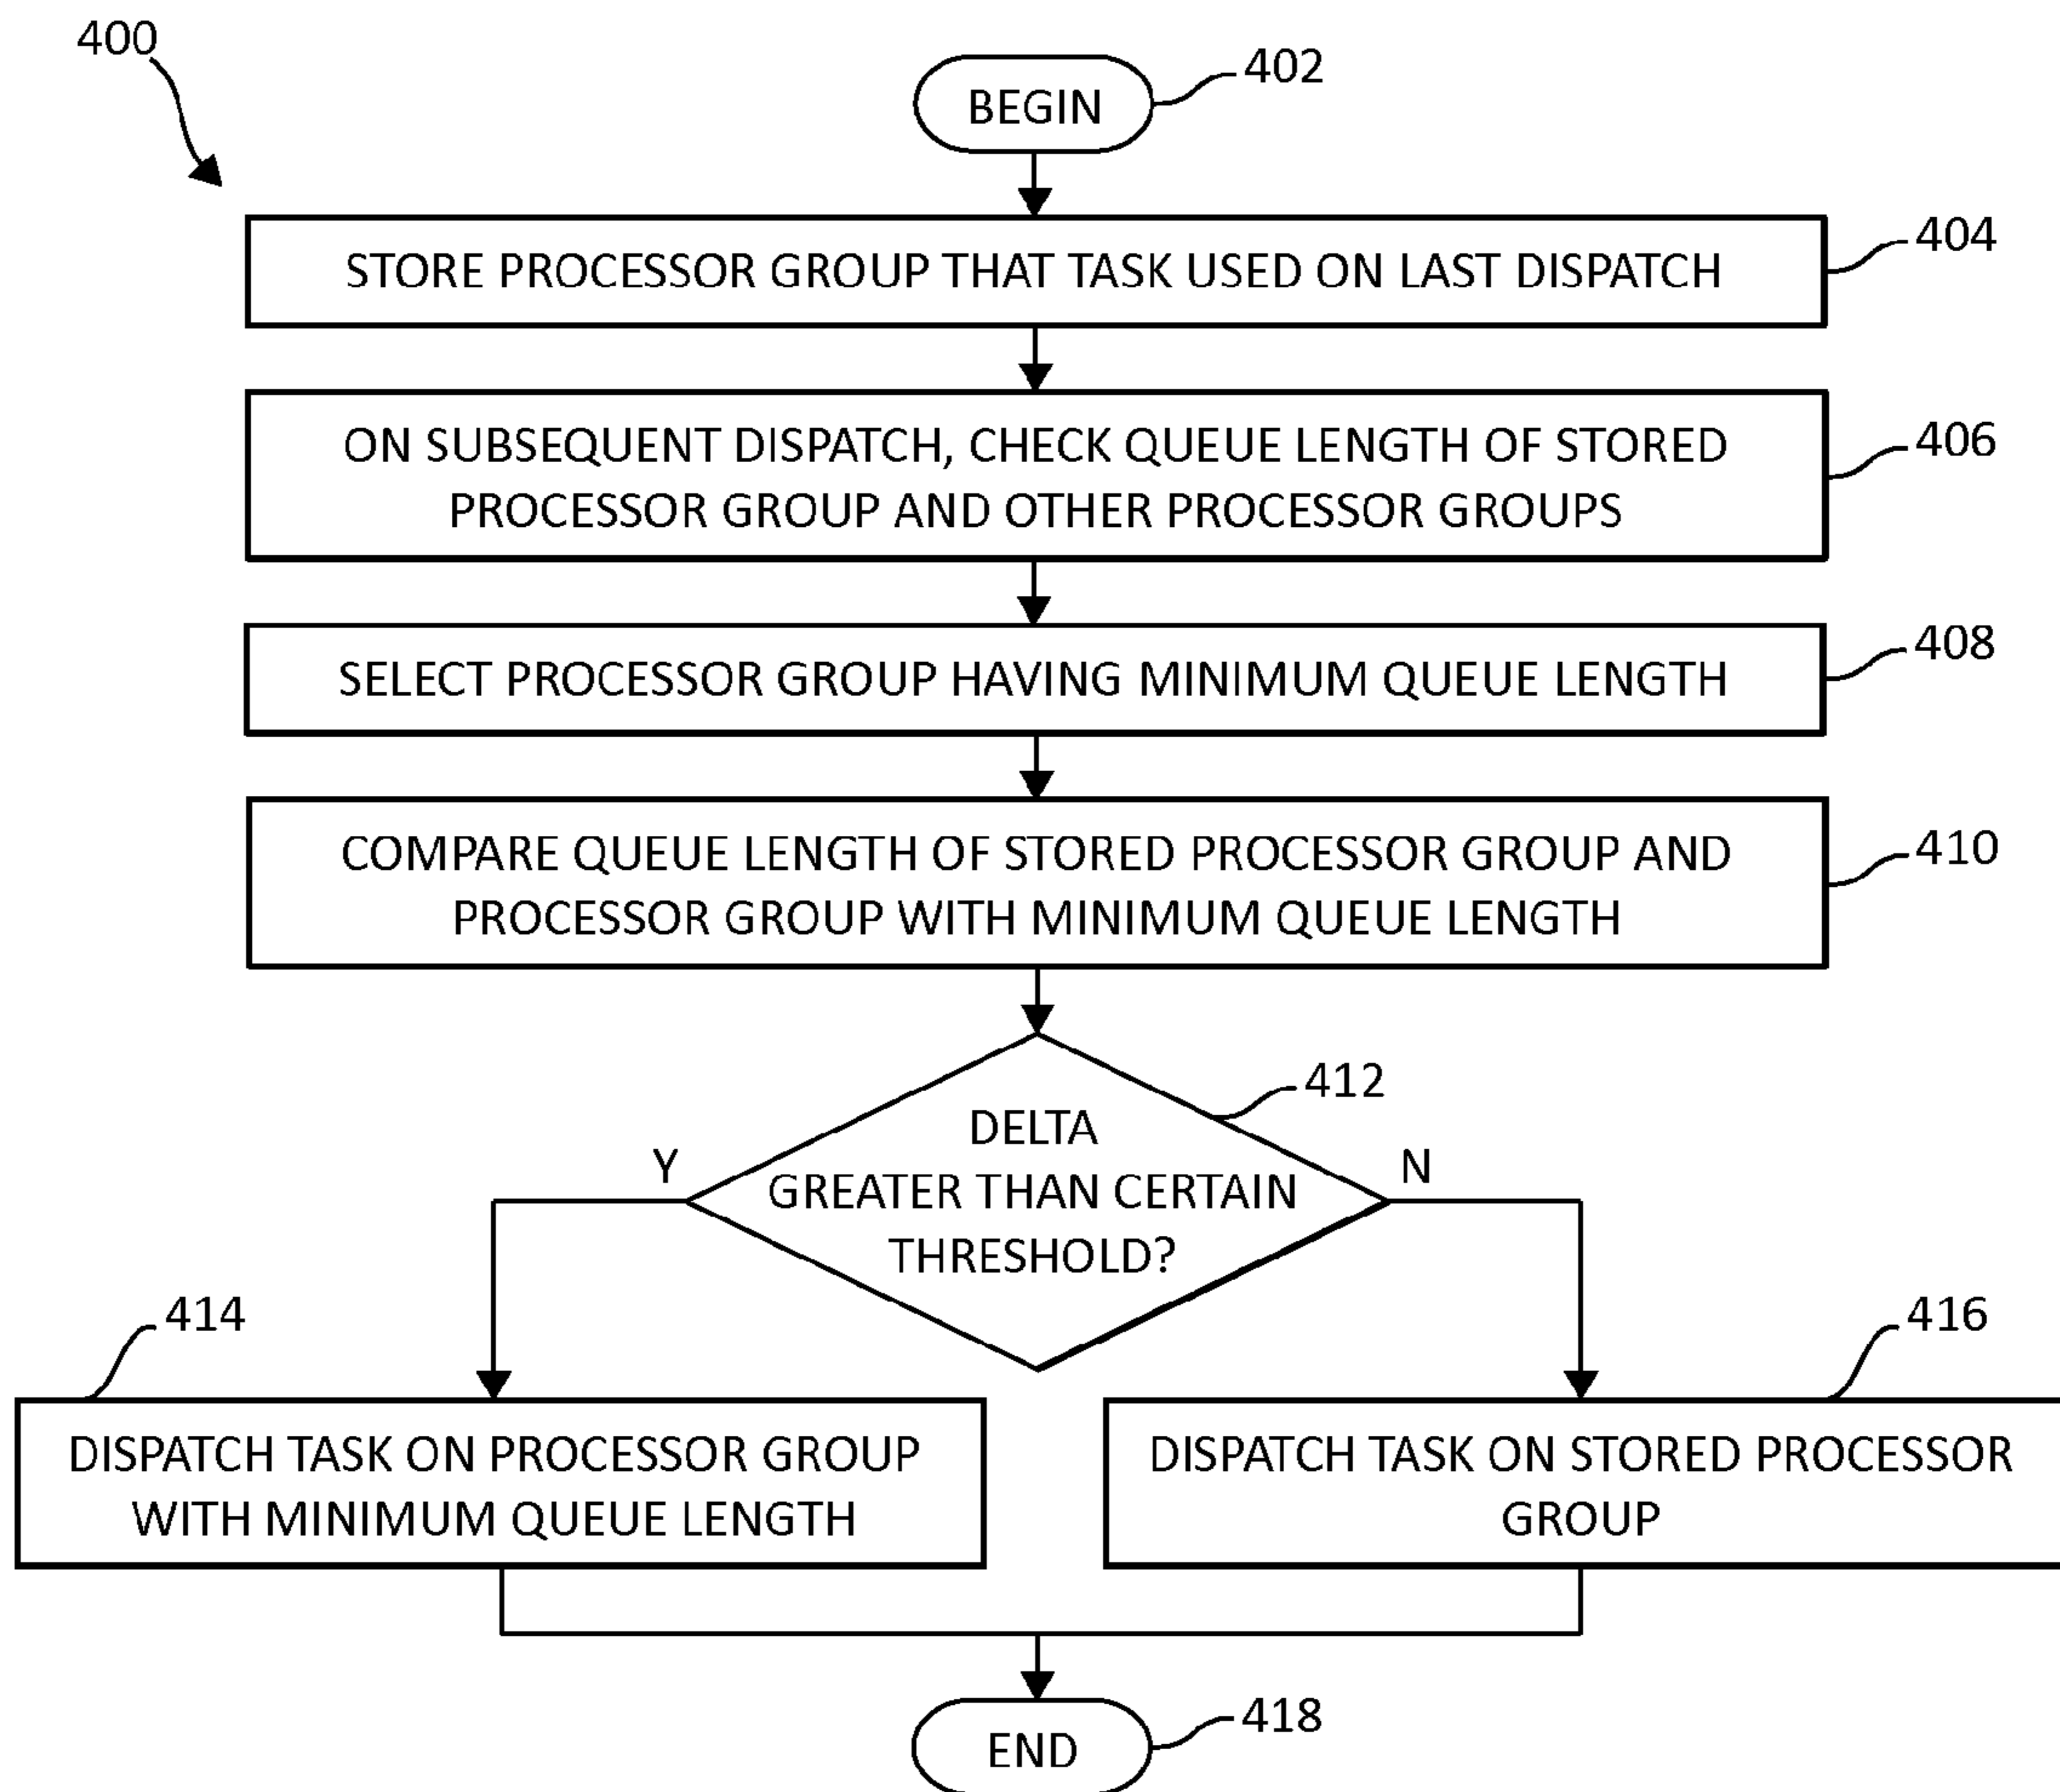 400
BEGIN
402
STORE PROCESSOR GROUP THAT TASK USED ON LAST DISPATCH
404
ON SUBSEQUENT DISPATCH, CHECK QUEUE LENGTH OF STORED
PROCESSOR GROUP AND OTHER PROCESSOR GROUPS
406
SELECT PROCESSOR GROUP HAVING MINIMUM QUEUE LENGTH
408
COMPARE QUEUE LENGTH OF STORED PROCESSOR GROUP AND
PROCESSOR GROUP WITH MINIMUM QUEUE LENGTH
410
412
DELTA
GREATER THAN CERTAIN
THRESHOLD?
Y
N
414
DISPATCH TASK ON PROCESSOR GROUP
WITH MINIMUM QUEUE LENGTH
416
DISPATCH TASK ON STORED PROCESSOR
GROUP
END
418